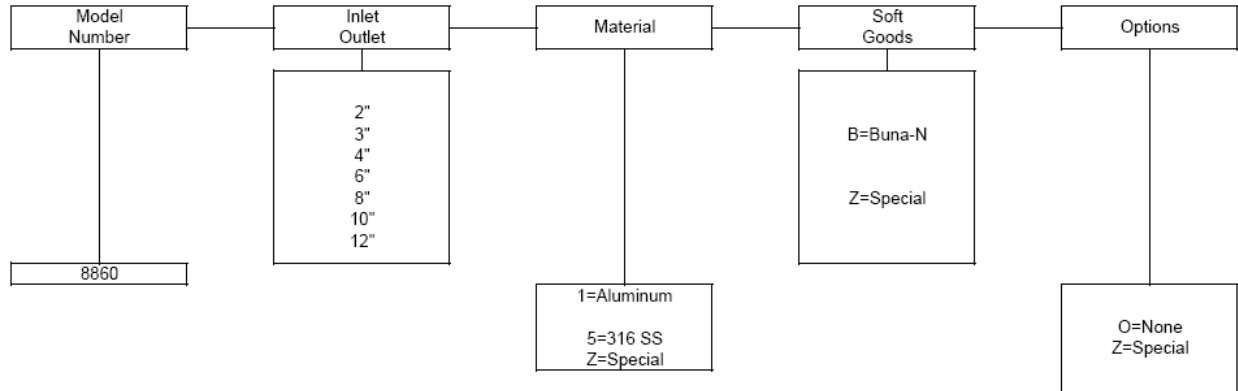 Model
Number
Inlet
Outlet
Material
Soft
Goods
Options
2"
3"
4"
6"
8"
10"
12"
B=Buna-N
Z=Special
8860
1=Aluminum
5=316 SS
Z=Special
O=None
Z=Special